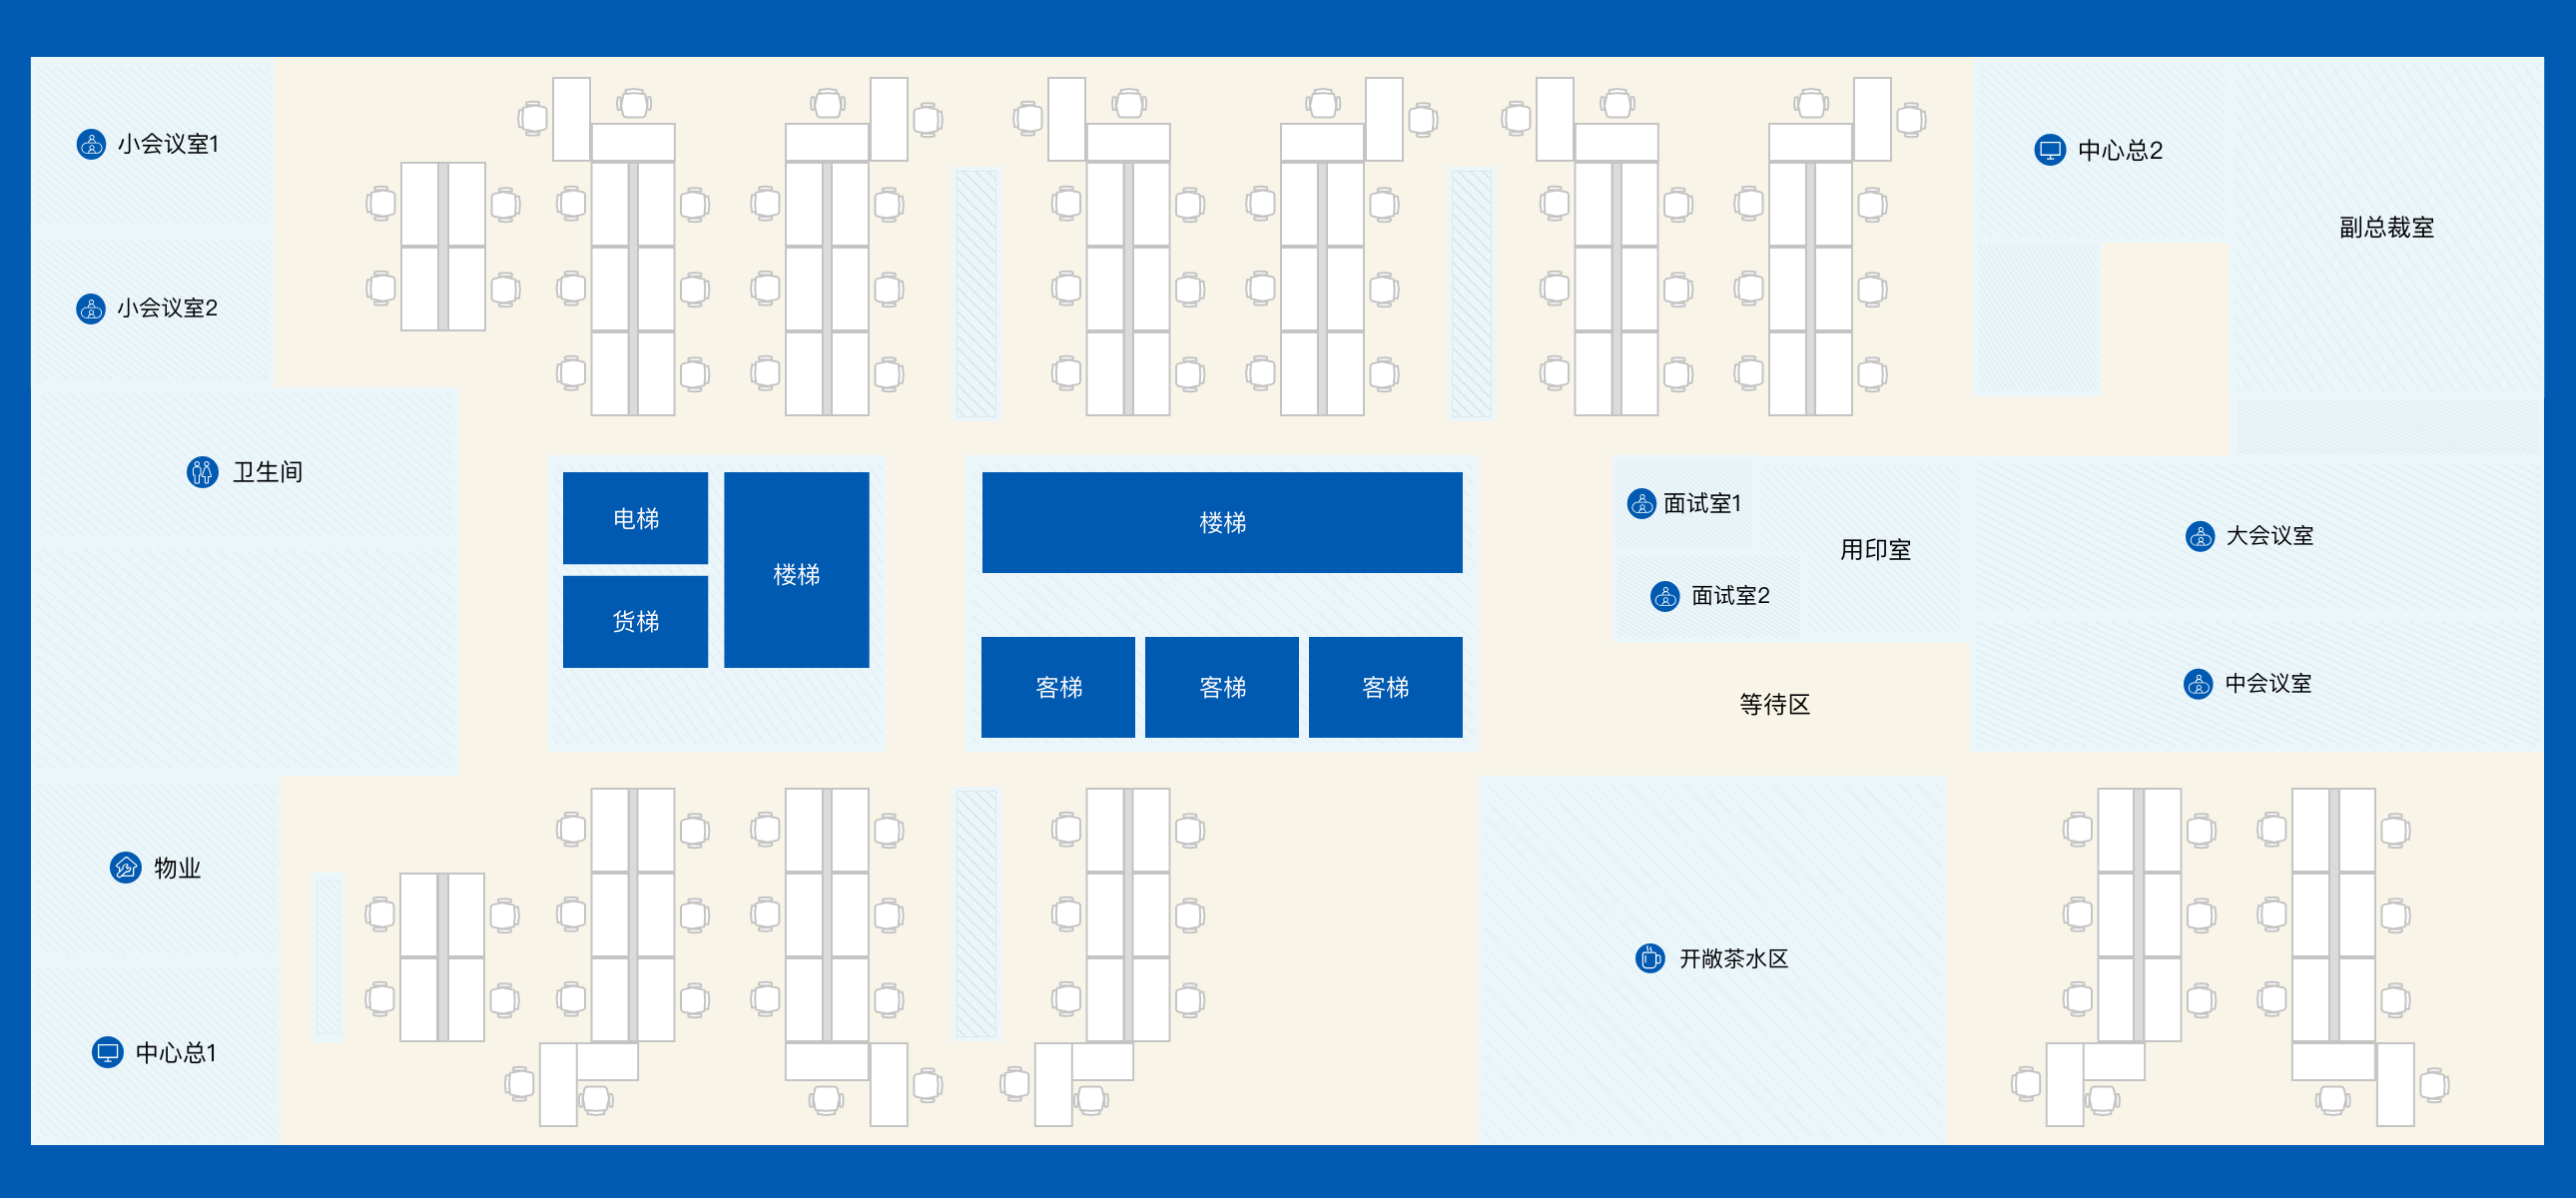 小会议室1
中心总2
副总裁室
小会议室2
卫生间
电梯
楼梯
货梯
楼梯
客梯
客梯
客梯
面试室1
用印室
面试室2
大会议室
中会议室
等待区
物业
开敞茶水区
中心总1